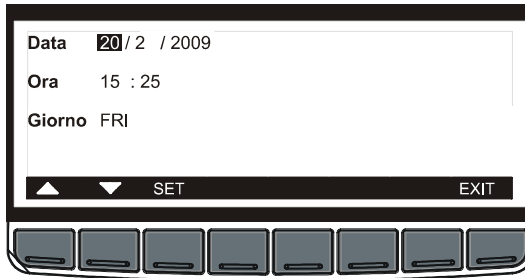 Data 20 / 2 / 2009
Ora 15 : 25
Giorno FRI
SET EXIT